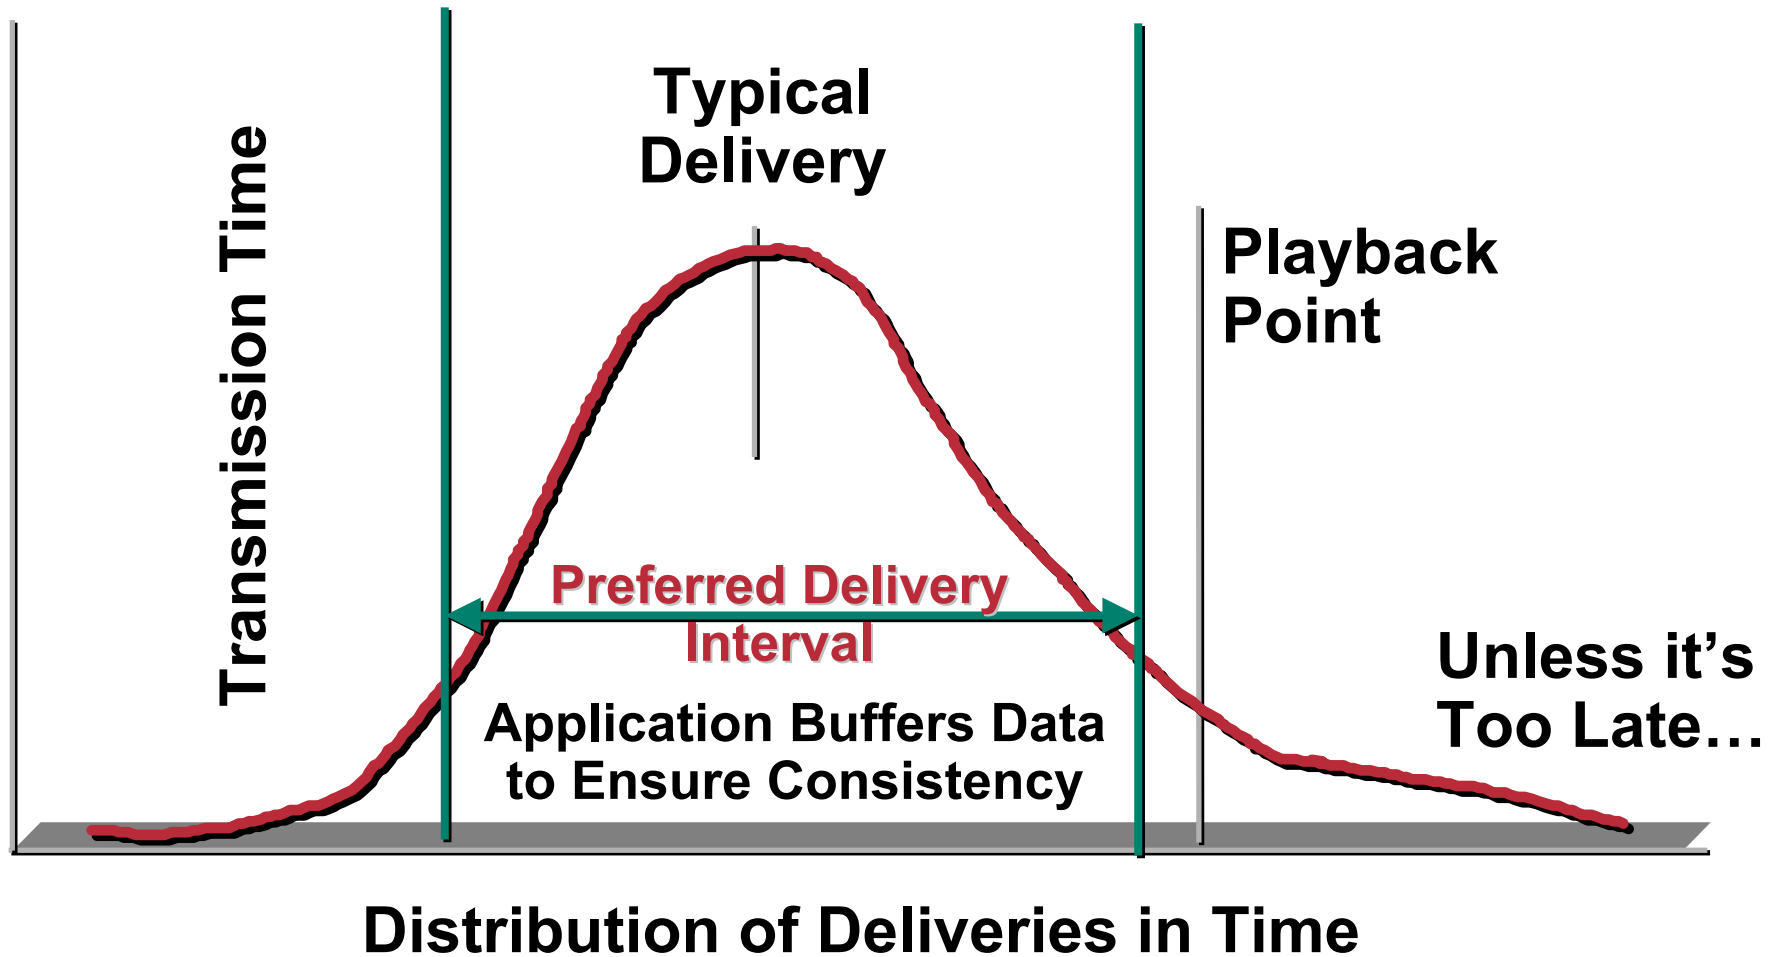 Typical
Delivery
Transmission Time
Playback
Point
Preferred Delivery
Interval
Unless it’s
Too Late…
Application Buffers Data
to Ensure Consistency
Distribution of Deliveries in Time